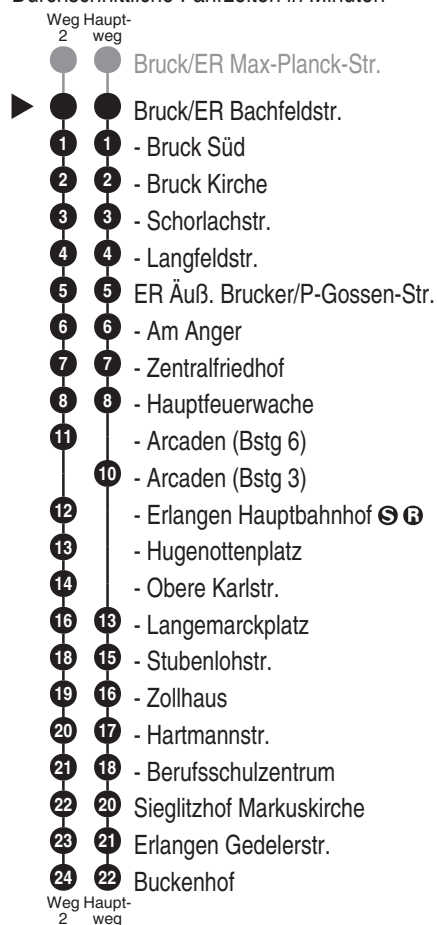 Weg Haupt-
2 weg
Bruck/ER Max-Planck-Str.
Bruck/ER Bachfeldstr.
1 1 - Bruck Süd
2 2 - Bruck Kirche
3 3 - Schorlachstr.
4 4 - Langfeldstr.
5 5 ER Äuß. Brucker/P-Gossen-Str.
6 6 - Am Anger
7 7 - Zentralfriedhof
8 8 - Hauptfeuerwache
11 - Arcaden (Bstg 6)
10 - Arcaden (Bstg 3)
12 - Erlangen Hauptbahnhof S R
13 - Hugenottenplatz
14 - Obere Karlstr.
16 13 - Langemarckplatz
18 15 - Stubenlohstr.
19 16 - Zollhaus
20 17 - Hartmannstr.
21 18 - Berufsschulzentrum
22 20 Sieglitzhof Markuskirche
23 21 Erlangen Gedelerstr.
24 22 Buckenhof
Weg Haupt-
2 weg